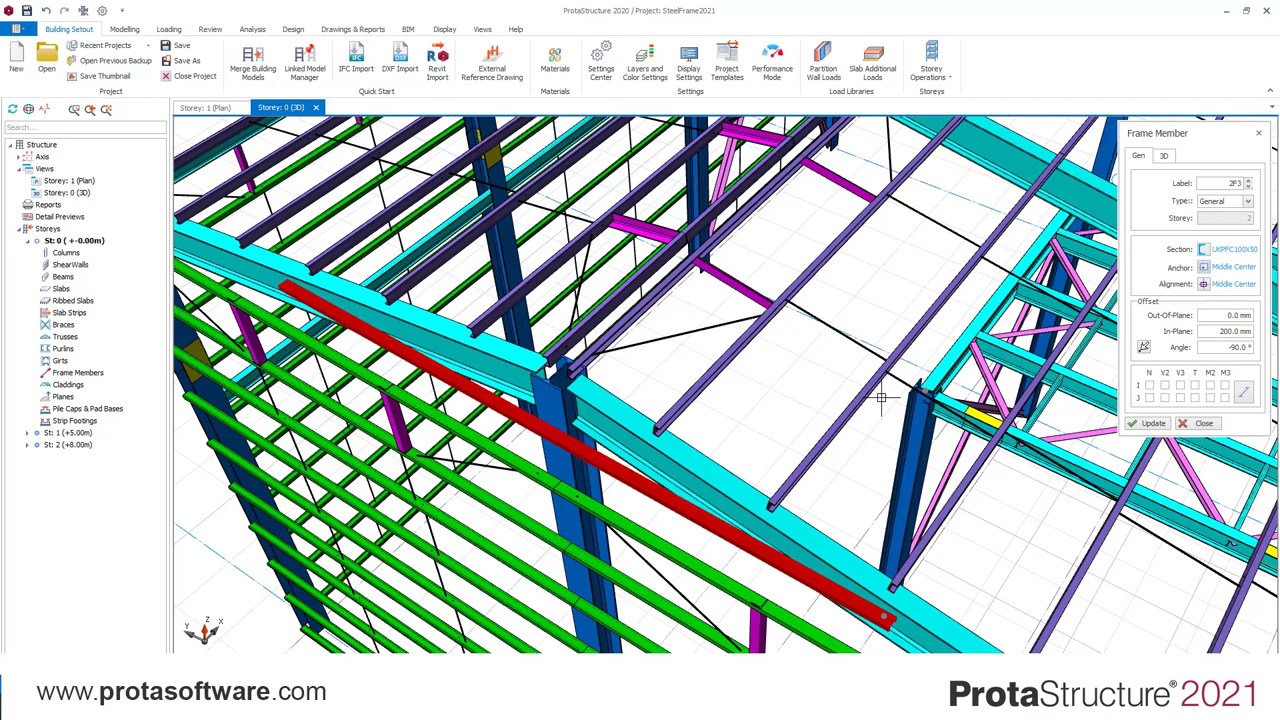 ProtaStructure 2020 / Project: SteelFrame2021
Building Setout Modelling Loading Review Analysis Design Drawings & Reports BIM Display Views Help
New
Open
Recent Projects
Open Previous Backup
Save Thumbnail
Save
Save As
Close Project
Merge Building Models
Linked Model Manager
IFC Import
DXF Import
Revit Import
External Reference Drawing
Materials
Settings Center
Layers and Color Settings
Display Settings
Project Templates
Performance Mode
Partition Wall Loads
Slab Additional Loads
Storey Operations
Project Quick Start Materials Settings Load Libraries Storeys
Storey: 1 (Plan) Storey: 0 (3D)
Search...
Structure
Axis
Views
Storey: 1 (Plan)
Storey: 0 (3D)
Reports
Detail Previews
Storeys
St: 0 ( +-0.00m)
Columns
ShearWalls
Beams
Slabs
Ribbed Slabs
Slab Strips
Braces
Trusses
Purlins
Girts
Frame Members
Claddings
Planes
Pile Caps & Pad Bases
Strip Footings
St: 1 (+5.00m)
St: 2 (+8.00m)
Y Z X
Frame Member
Gen 3D
Label: 2F3
Type: General
Storey: 2
Section: UKPFC100X50
Anchor: Middle Center
Alignment: Middle Center
Offset
Out-Of-Plane: 0.0 mm
In-Plane: 200.0 mm
Angle: -90.0 °
N V2 V3 T M2 M3
I
J
Update Close
www.protasoftware.com
ProtaStructure® 2021